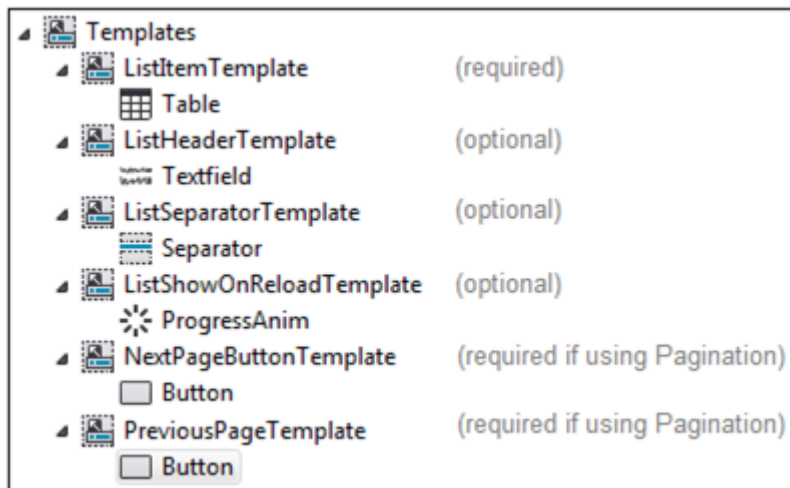 Templates
ListItemTemplate (required)
Table
ListHeaderTemplate (optional)
Textfield
ListSeparatorTemplate (optional)
Separator
ListShowOnReloadTemplate (optional)
ProgressAnim
NextPageButtonTemplate (required if using Pagination)
Button
PreviousPageTemplate (required if using Pagination)
Button